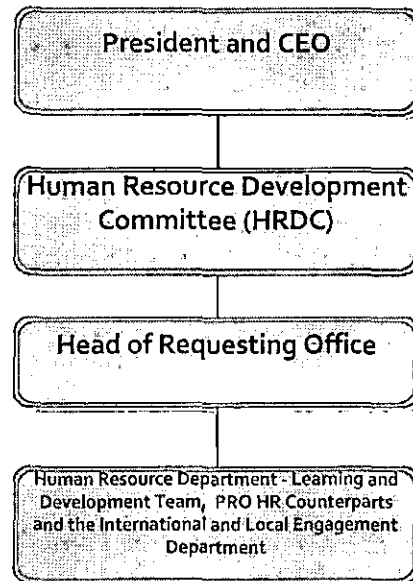 President and CEO
Human Resource Development
Committee (HRDC)
Head of Requesting Office
Human Resource Department - Learning and
Development Team, PRO HR Counterparts
and the International and Local Engagement
Department